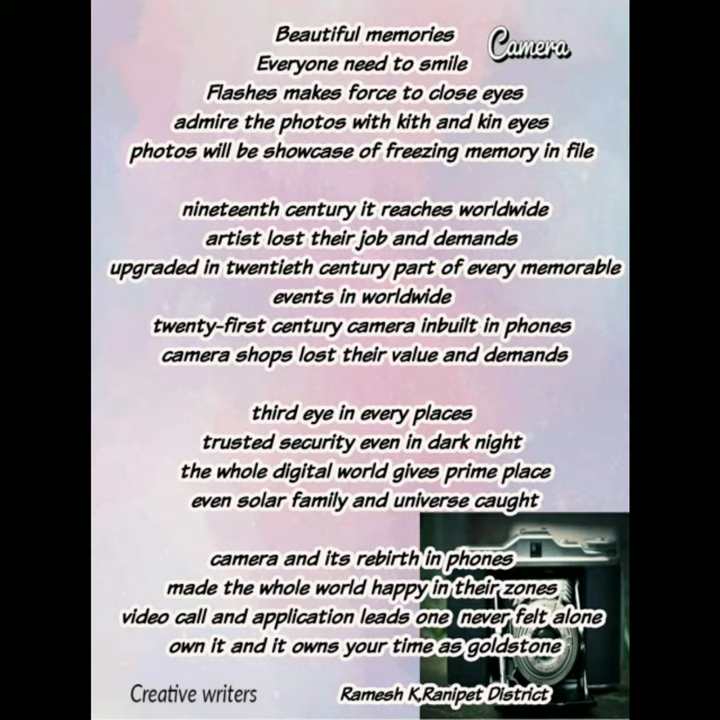 Camera
Beautiful memories
Everyone need to smile
Flashes makes force to close eyes
admire the photos with kith and kin eyes
photos will be showcase of freezing memory in file
nineteenth century it reaches worldwide
artist lost their job and demands
upgraded in twentieth century part of every memorable
events in worldwide
twenty-first century camera inbuilt in phones
camera shops lost their value and demands
third eye in every places
trusted security even in dark night
the whole digital world gives prime place
even solar family and universe caught
camera and its rebirth in phones
made the whole world happy in their zones
video call and application leads one never felt alone
own it and it owns your time as goldstone
Creative writers
Ramesh K,Ranipet District